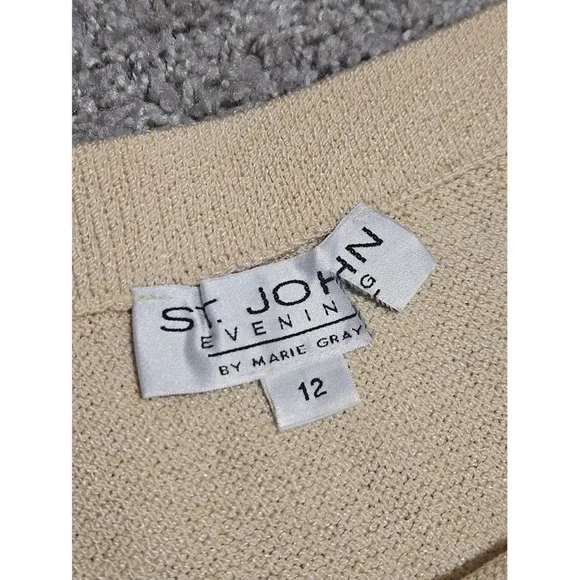 ST. JOHN
EVENING
BY MARIE GRAY
12